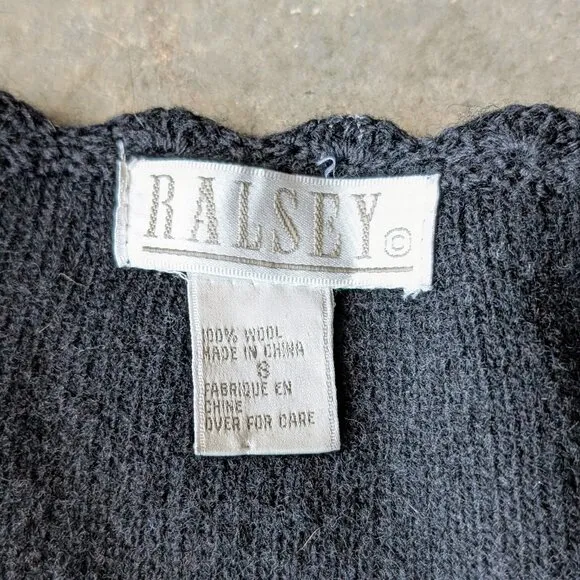 RALSEY ©
100% WOOL
MADE IN CHINA
S
FABRIQUE EN
CHINE
OVER FOR CARE